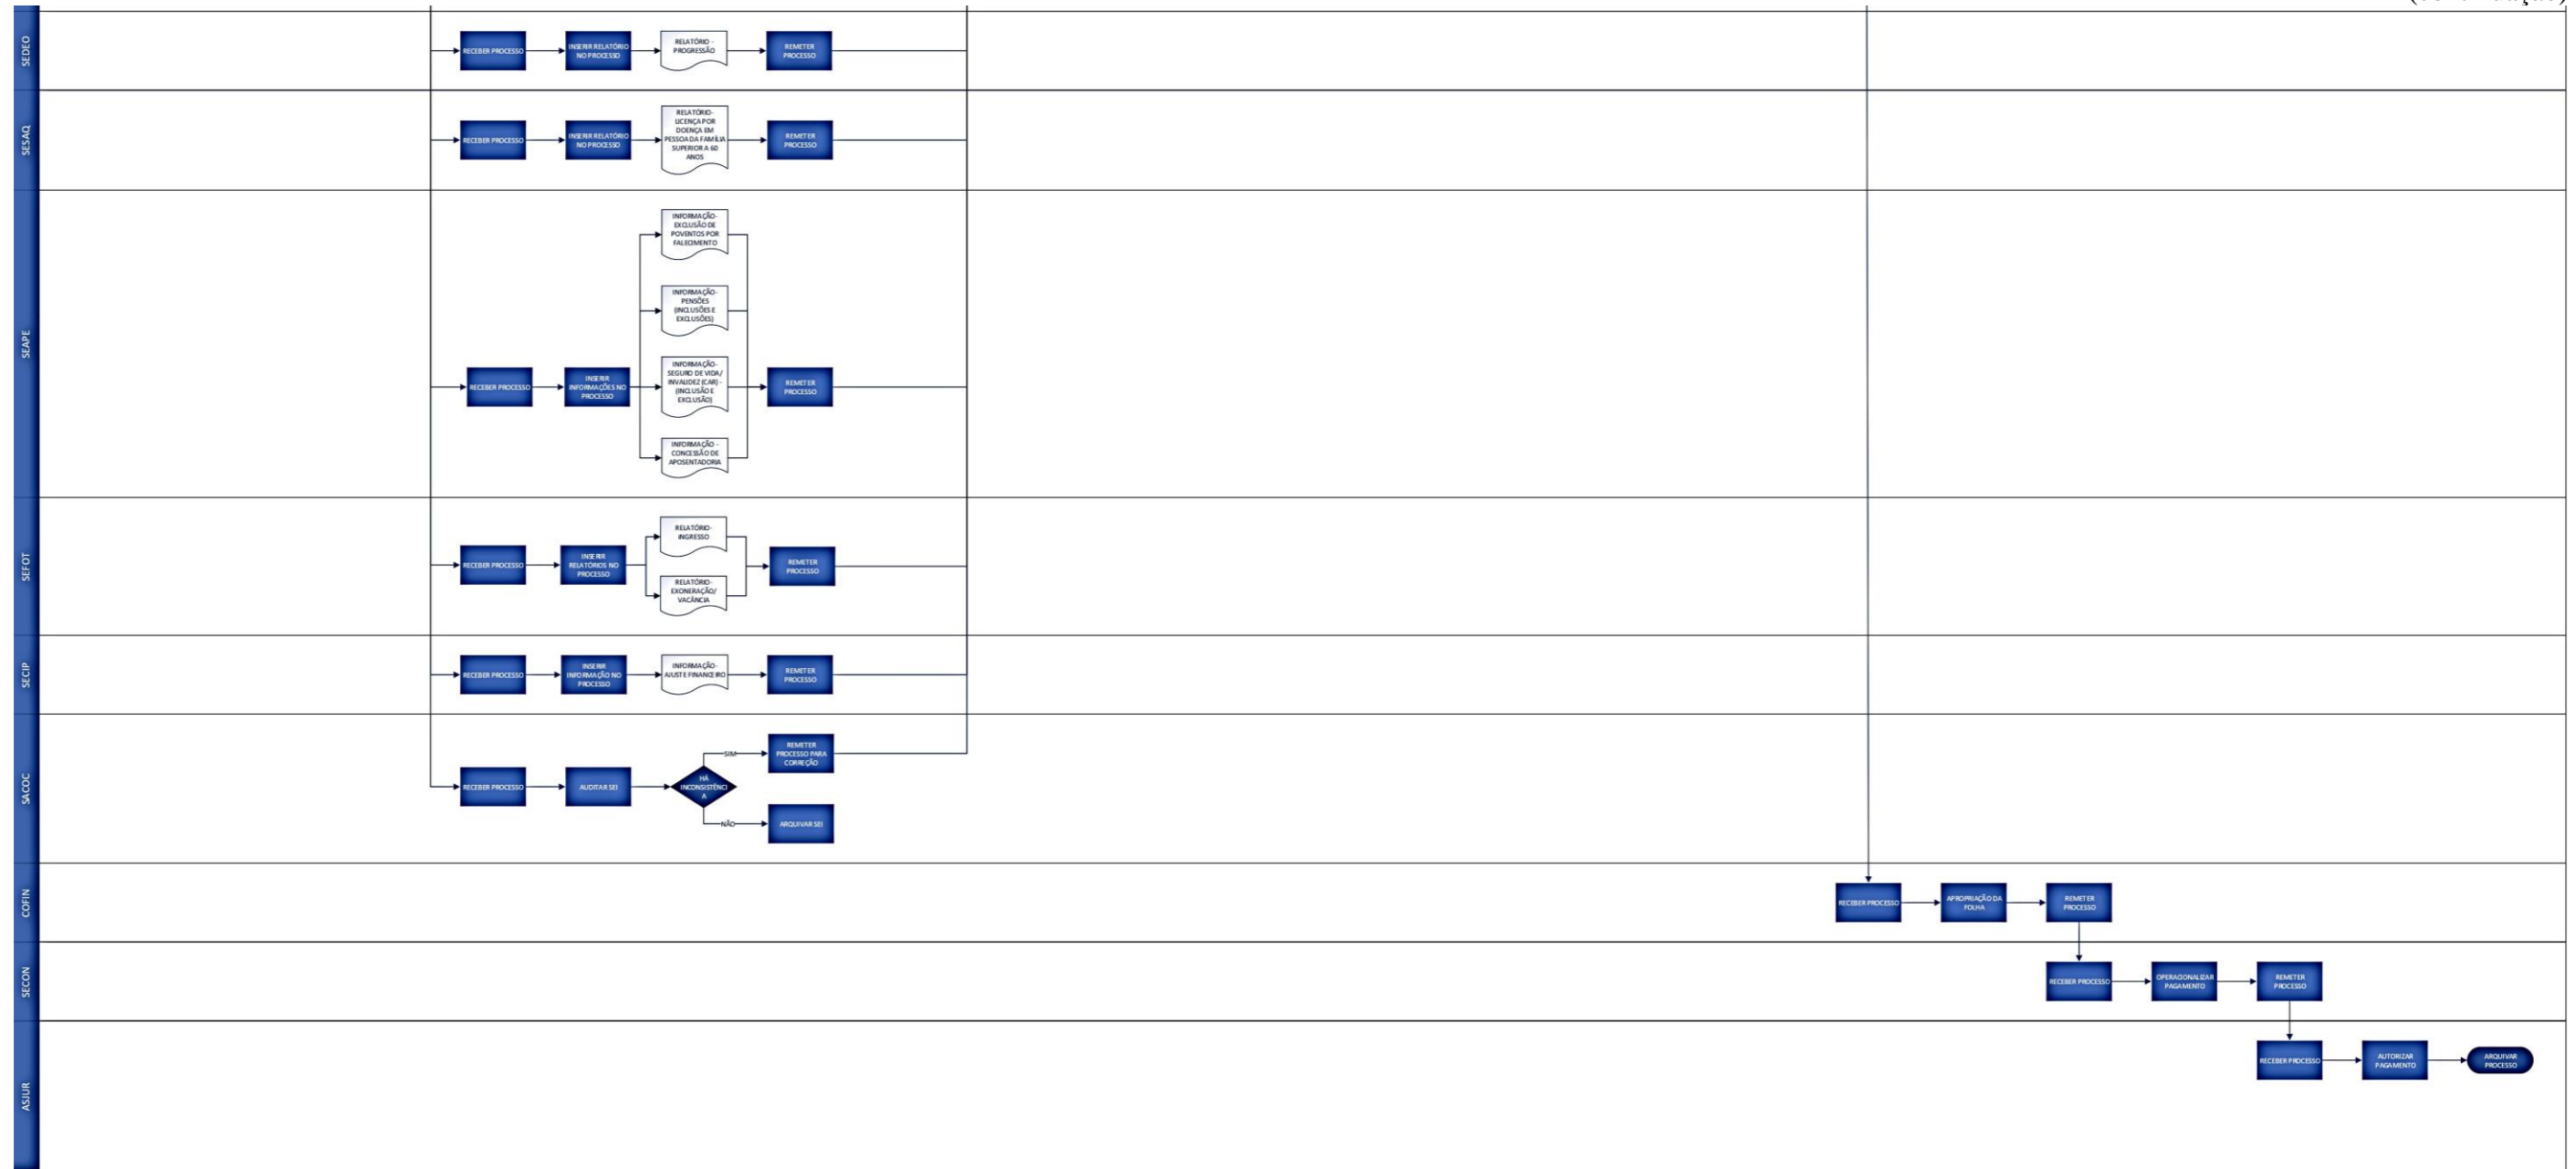 SEDEO
RECEBER PROCESSO
INSERIR RELATÓRIO
NO PROCESSO
RELATÓRIO -
PROGRESSÃO
REMETER
PROCESSO
SESAQ
RECEBER PROCESSO
INSERIR RELATÓRIO
NO PROCESSO
RELATÓRIO-
LICENÇA POR
DOENÇA EM
PESSOA DA FAMÍLIA
SUPERIOR A 60
ANOS
REMETER
PROCESSO
SEAPE
RECEBER PROCESSO
INSERIR
INFORMAÇÕES NO
PROCESSO
INFORMAÇÃO-
EXCLUSÃO DE
POVENTOS POR
FALECIMENTO
INFORMAÇÃO-
PENSÕES
(INCLUSÕES E
EXCLUSÕES)
INFORMAÇÃO-
SEGURO DE VIDA/
INVALIDEZ (CAR) -
(INCLUSÃO E
EXCLUSÃO)
INFORMAÇÃO -
CONCESSÃO DE
APOSENTADORIA
REMETER
PROCESSO
SEFOT
RECEBER PROCESSO
INSERIR
RELATÓRIOS NO
PROCESSO
RELATÓRIO-
INGRESSO
RELATÓRIO-
EXONERAÇÃO/
VACÂNCIA
REMETER
PROCESSO
SECIP
RECEBER PROCESSO
INSERIR
INFORMAÇÃO NO
PROCESSO
INFORMAÇÃO-
AJUSTE FINANCEIRO
REMETER
PROCESSO
SACOC
RECEBER PROCESSO
AUDITAR SEI
HÁ
INCONSISTÊNCI
A
SIM
REMETER
PROCESSO PARA
CORREÇÃO
NÃO
ARQUIVAR SEI
COFIN
RECEBER PROCESSO
APROPRIAÇÃO DA
FOLHA
REMETER
PROCESSO
SECON
RECEBER PROCESSO
OPERACIONALIZAR
PAGAMENTO
REMETER
PROCESSO
ASJUR
RECEBER PROCESSO
AUTORIZAR
PAGAMENTO
ARQUIVAR
PROCESSO